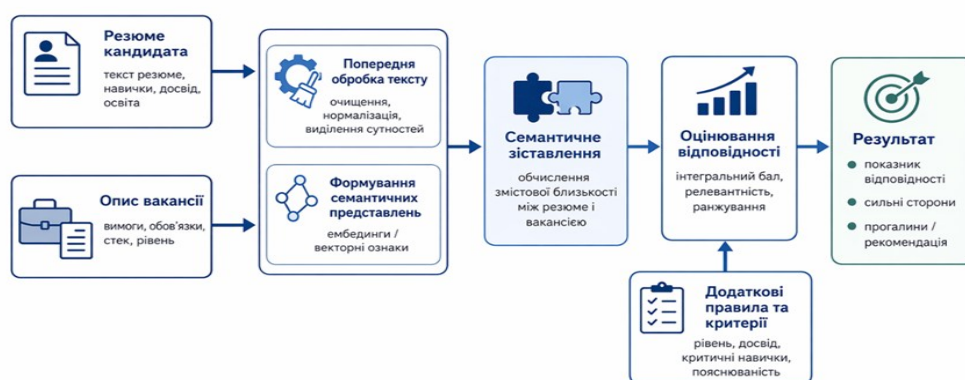 Резюме
кандидата
текст резюме,
навички, досвід,
освіта
Опис вакансії
вимоги, обов'язки,
стек, рівень
Попередня
обробка тексту
очищення,
нормалізація,
виділення сутностей
Формування
семантичних
представлень
ембединги /
векторні ознаки
Семантичне
зіставлення
обчислення
змістової близькості
між резюме і
вакансією
Оцінювання
відповідності
інтегральний бал,
релевантність,
ранжування
Додаткові
правила та
критерії
рівень, досвід,
критичні навички,
пояснюваність
Результат
показник
відповідності
сильні сторони
прогалини /
рекомендація